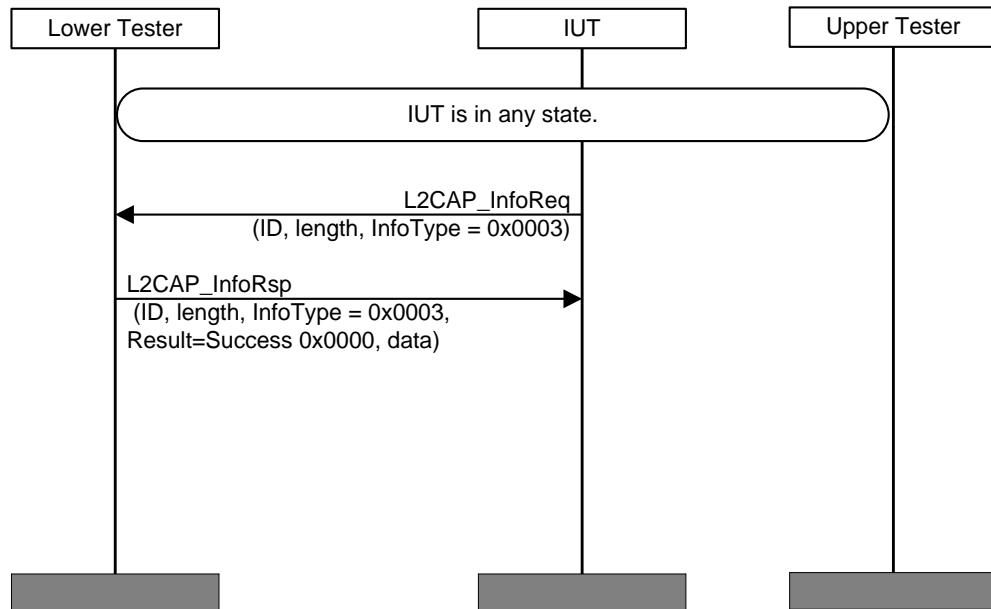 Lower Tester
IUT
Upper Tester
IUT is in any state.
L2CAP_InfoReq
(ID, length, InfoType = 0x0003)
L2CAP_InfoRsp
(ID, length, InfoType = 0x0003,
Result=Success 0x0000, data)